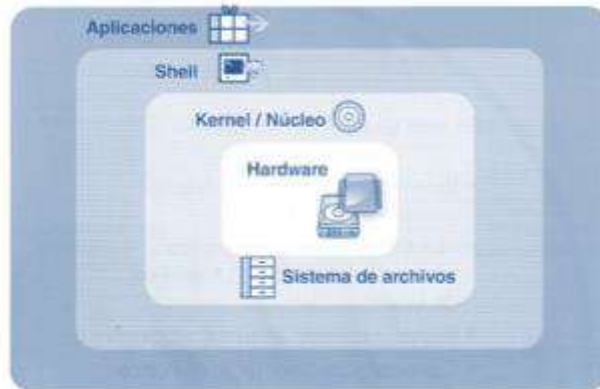 Aplicaciones
Shell
Kernel / Núcleo
Hardware
Sistema de archivos